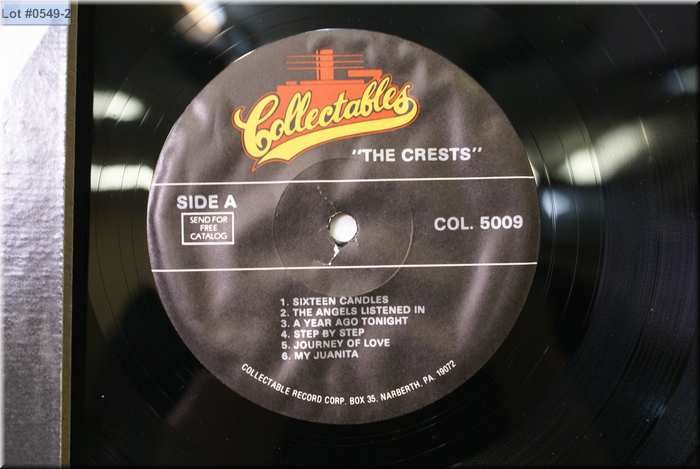 Lot #0549-2
Collectables
"THE CRESTS"
SIDE A
SEND FOR
FREE
CATALOG
COL. 5009
1. SIXTEEN CANDLES
2. THE ANGELS LISTENED IN
3. A YEAR AGO TONIGHT
4. STEP BY STEP
5. JOURNEY OF LOVE
6. MY JUANITA
COLLECTABLE RECORD CORP. BOX 35, NARBERTH, PA. 19072